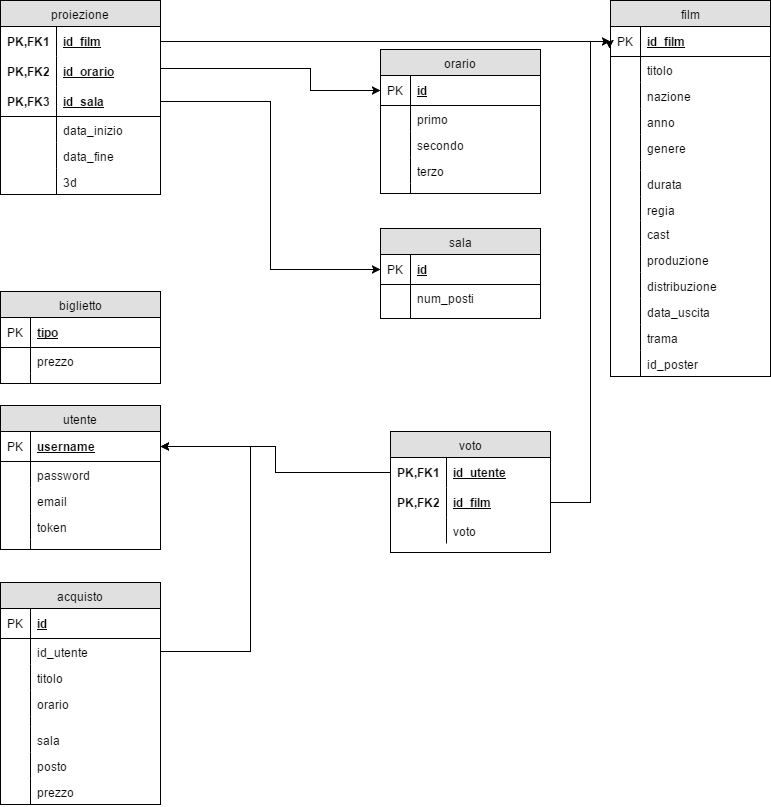 proiezione
PK,FK1 id_film
PK,FK2 id_orario
PK,FK3 id_sala
data_inizio
data_fine
3d
film
PK id_film
titolo
nazione
anno
genere
durata
regia
cast
produzione
distribuzione
data_uscita
trama
id_poster
orario
PK id
primo
secondo
terzo
sala
PK id
num_posti
biglietto
PK tipo
prezzo
utente
PK username
password
email
token
voto
PK,FK1 id_utente
PK,FK2 id_film
voto
acquisto
PK id
id_utente
titolo
orario
sala
posto
prezzo